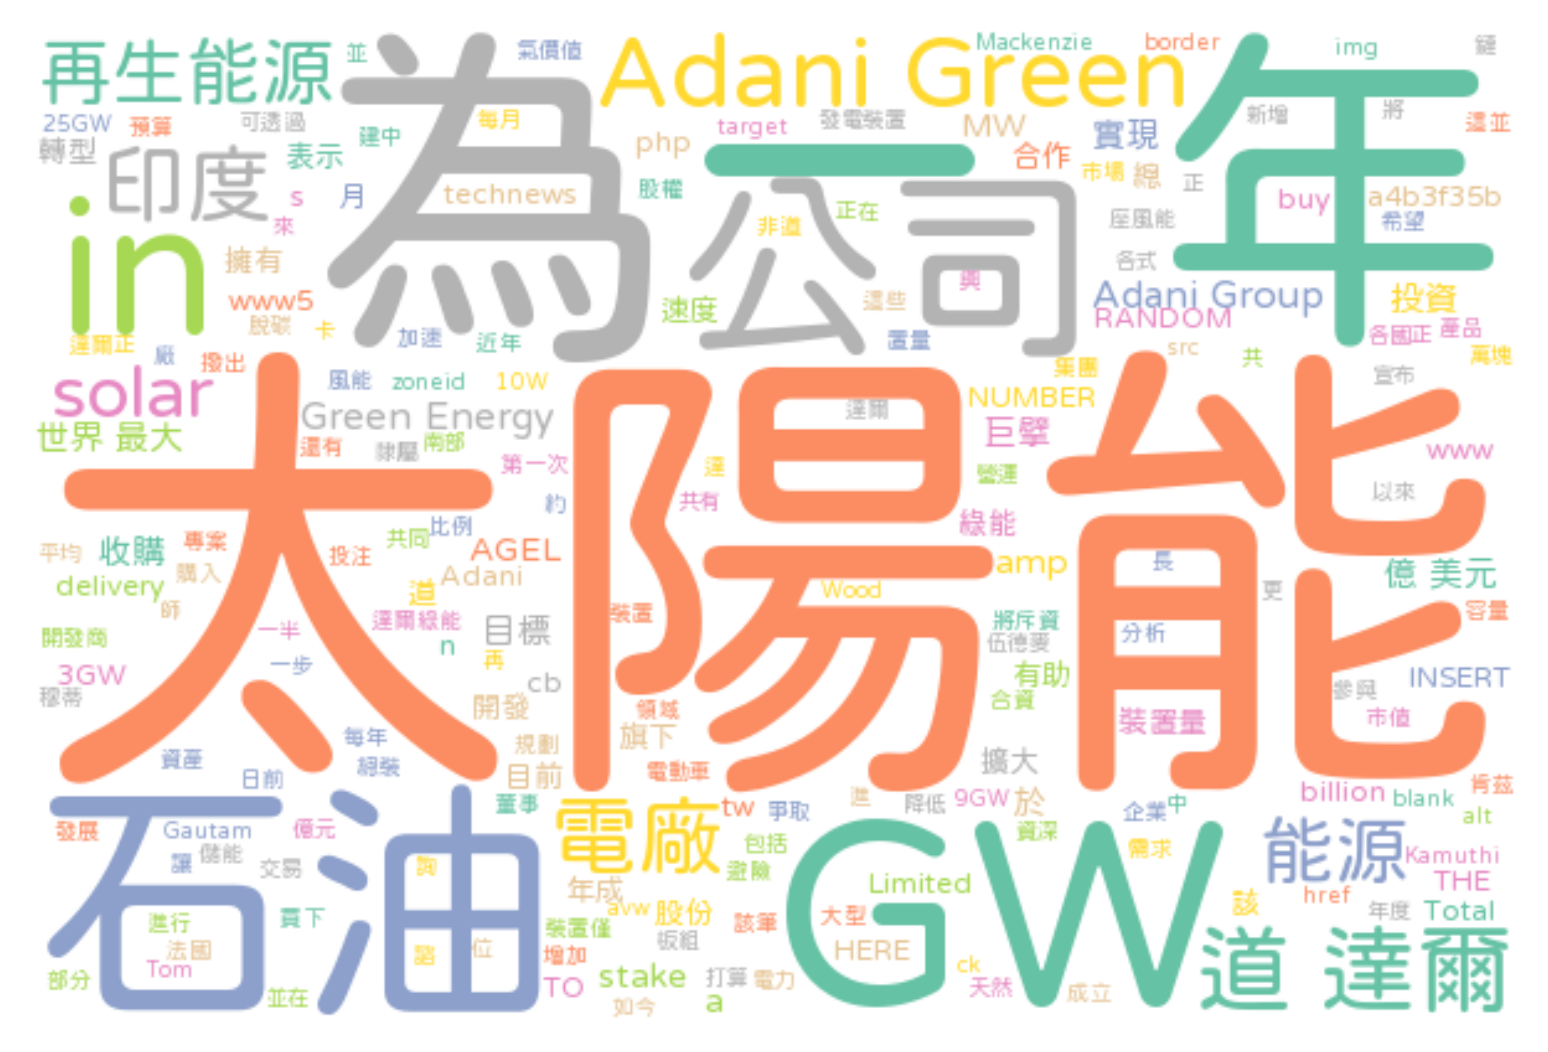 再生能源 並 為 氣價值 Adani Green Mackenzie border 年 img 鏈
25GW 預算 可透過 每月 target 發電裝置 MW 實現 新增 將 還並
轉型 印度 表示 建中 php 一 合作 市場 總 正
s 月 technews 股權 公司 非道 正在 座風能 buy a4b3f35b
in 來 希望
擁有 各式
www5 速度 這些 興 Adani Group 投資
脫碳 卡 RANDOM
達爾正 廠 加速 近年 置量 各國正 產品
撥出 src 共 萬塊
solar 風能 zoneid 10W 集團 宣布
Green Energy 達爾 NUMBER
世界 最大 還有 隸屬 南部 巨擘
太陽能 第一次 達 營運 www
約 共有 以來
比例 綠能
平均 收購 專案 投注 共同 AGEL
delivery 購入 Adani amp 長 億 美元
師 道 Wood 更
達爾綠能 裝置 將斥資 容量
開發商 一半 n 目標 伍德麥 分析
3GW 一步 再 有助 INSERT
穆蒂 cb 合資 參與
開發 領域 裝置量 市值
每年 規劃 旗下
資產 日前 總裝 目前 電動車 擴大
石油 董事 電廠 tw 爭取 進 降低 9GW 於 企業 中 billion blank 肯茲
發展 Gautam 億元 GW 資深 能源 alt
讓 儲能 交易 詢 包括 需求 Kamuthi
避險 Limited THE
年成 href
進行 買下 avw 股份 該筆 大型 該 年度 Total
法國 位 裝置僅 板組 HERE 道 達爾
Tom 諮 增加 ck
部分 並在 TO stake 打算 電力 天然 成立
如今 a